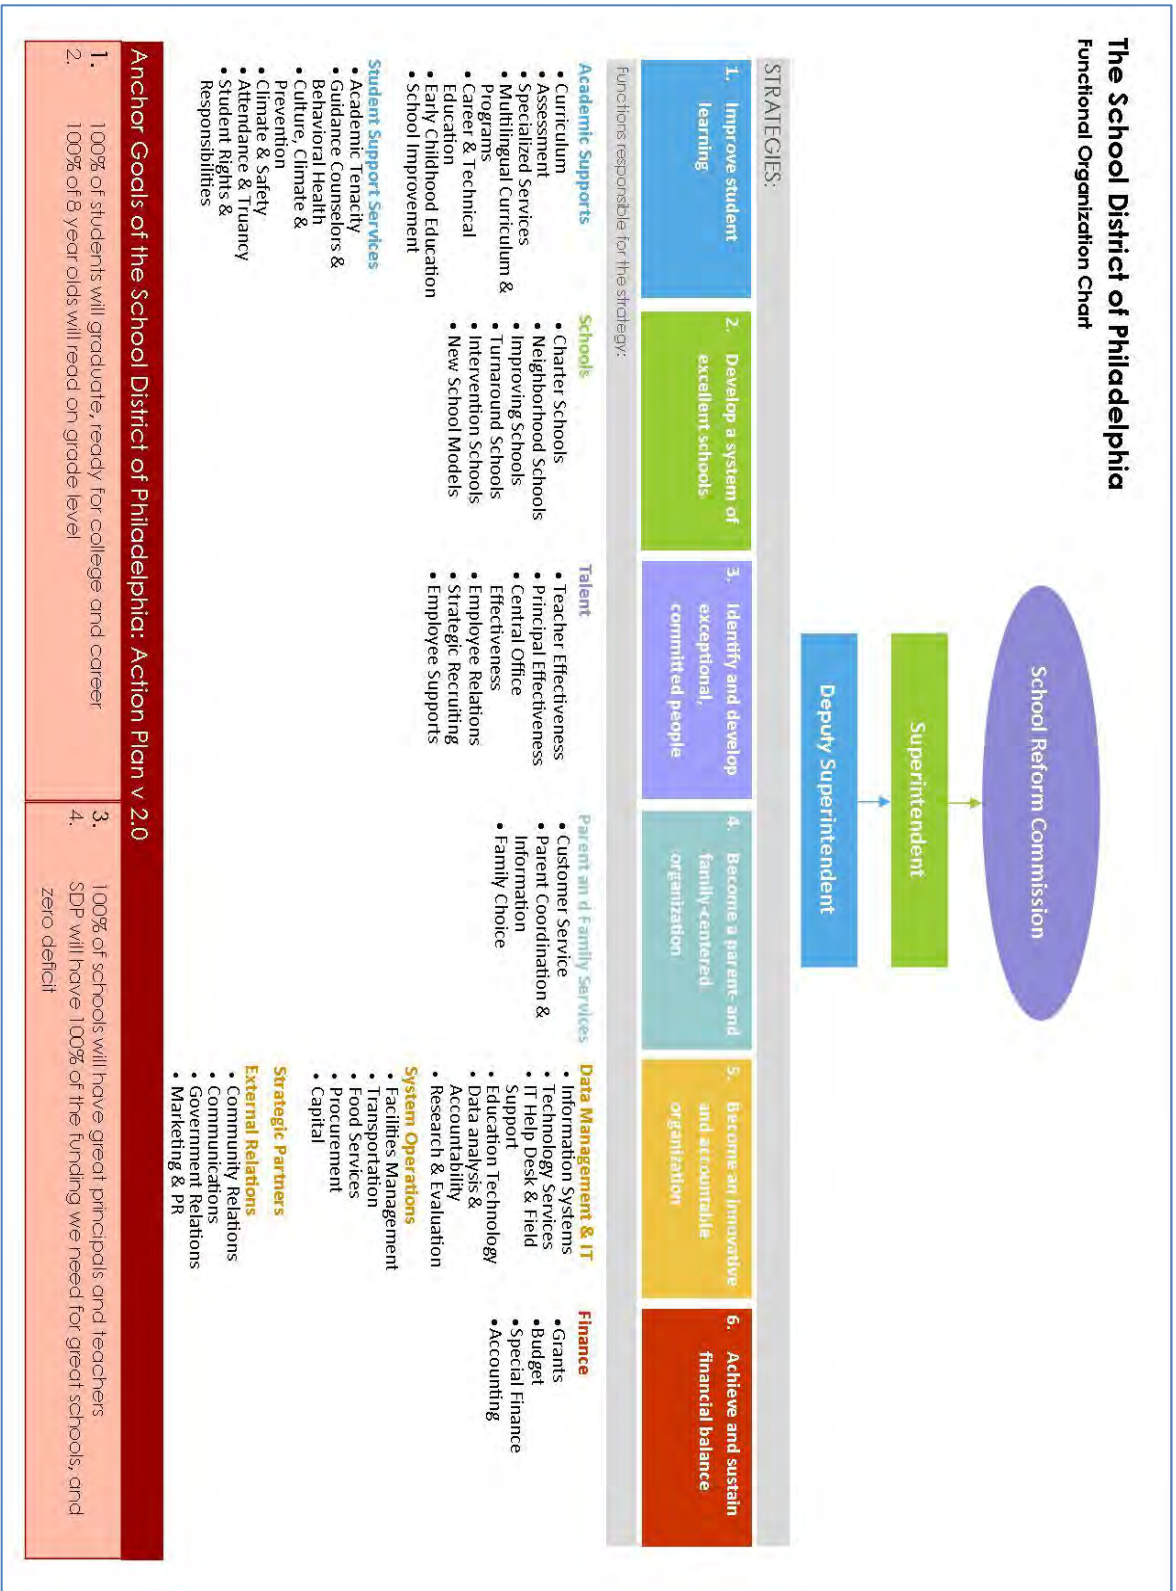 The School District of Philadelphia
Functional Organization Chart
School Reform Commission
Superintendent
Deputy Superintendent
STRATEGIES:
1. Improve student
learning
2. Develop a system of
excellent schools
3. Identify and develop
exceptional,
committed people
4. Become a parent- and
family-centered
organization
5. Become an innovative
and accountable
organization
6. Achieve and sustain
financial balance
Functions responsible for the strategy:
Academic Supports
• Curriculum
• Assessment
• Specialized Services
• Multilingual Curriculum &
Programs
• Career & Technical
Education
• Early Childhood Education
• School Improvement
Student Support Services
• Academic Tenacity
• Guidance Counselors &
Behavioral Health
• Culture, Climate &
Prevention
• Climate & Safety
• Attendance & Truancy
• Student Rights &
Responsibilities
Schools
• Charter Schools
• Neighborhood Schools
• Improving Schools
• Turnaround Schools
• Intervention Schools
• New School Models
Talent
• Teacher Effectiveness
• Principal Effectiveness
• Central Office
Effectiveness
• Employee Relations
• Strategic Recruiting
• Employee Supports
Parent and Family Services
• Customer Service
• Parent Coordination &
Information
• Family Choice
Data Management & IT
• Information Systems
• Technology Services
• IT Help Desk & Field
Support
• Education Technology
• Data analysis &
Accountability
• Research & Evaluation
System Operations
• Facilities Management
• Transportation
• Food Services
• Procurement
• Capital
Strategic Partners
External Relations
• Community Relations
• Communications
• Government Relations
• Marketing & PR
Finance
• Grants
• Budget
• Special Finance
• Accounting
Anchor Goals of the School District of Philadelphia: Action Plan v 2.0
1. 100% of students will graduate, ready for college and career
2. 100% of 8 year olds will read on grade level
3. 100% of schools will have great principals and teachers
4. SDP will have 100% of the funding we need for great schools, and
zero deficit